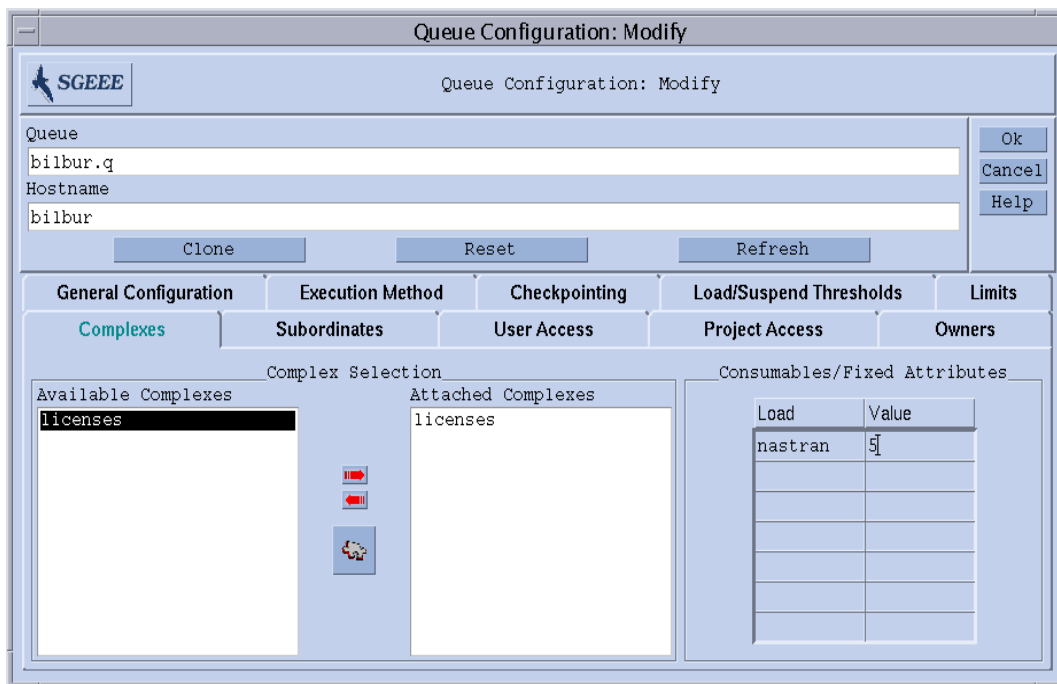 Queue Configuration: Modify
SGEEE
Queue Configuration: Modify
Queue
bilbur.q
Hostname
bilbur
Ok
Cancel
Help
Clone Reset Refresh
General Configuration Execution Method Checkpointing Load/Suspend Thresholds Limits
Complexes Subordinates User Access Project Access Owners
Complex Selection
Available Complexes
licenses
Attached Complexes
licenses
Consumables/Fixed Attributes
Load Value
nastran 5